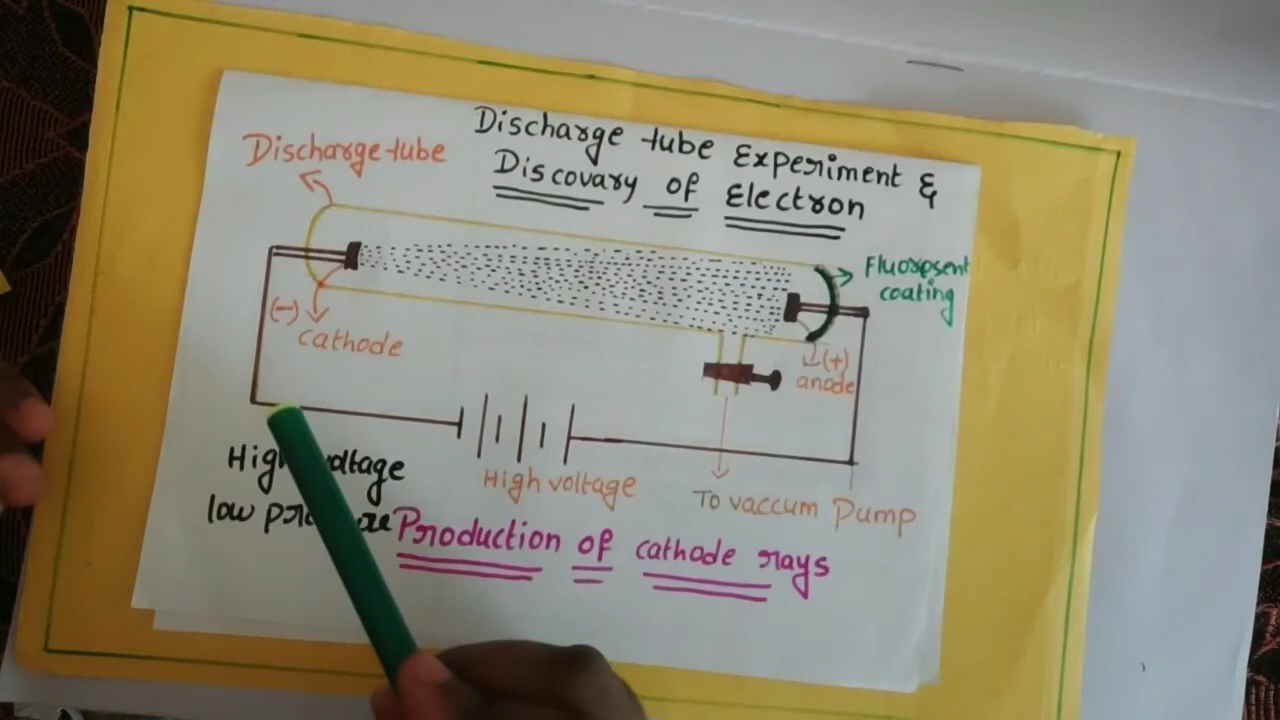 Discharge tube Experiment &
Discovary of Electron
Discharge tube
Fluorpsent
coating
(-)
cathode
(+)
anode
High voltage
To vaccum Pump
High
low
Production of cathode rays